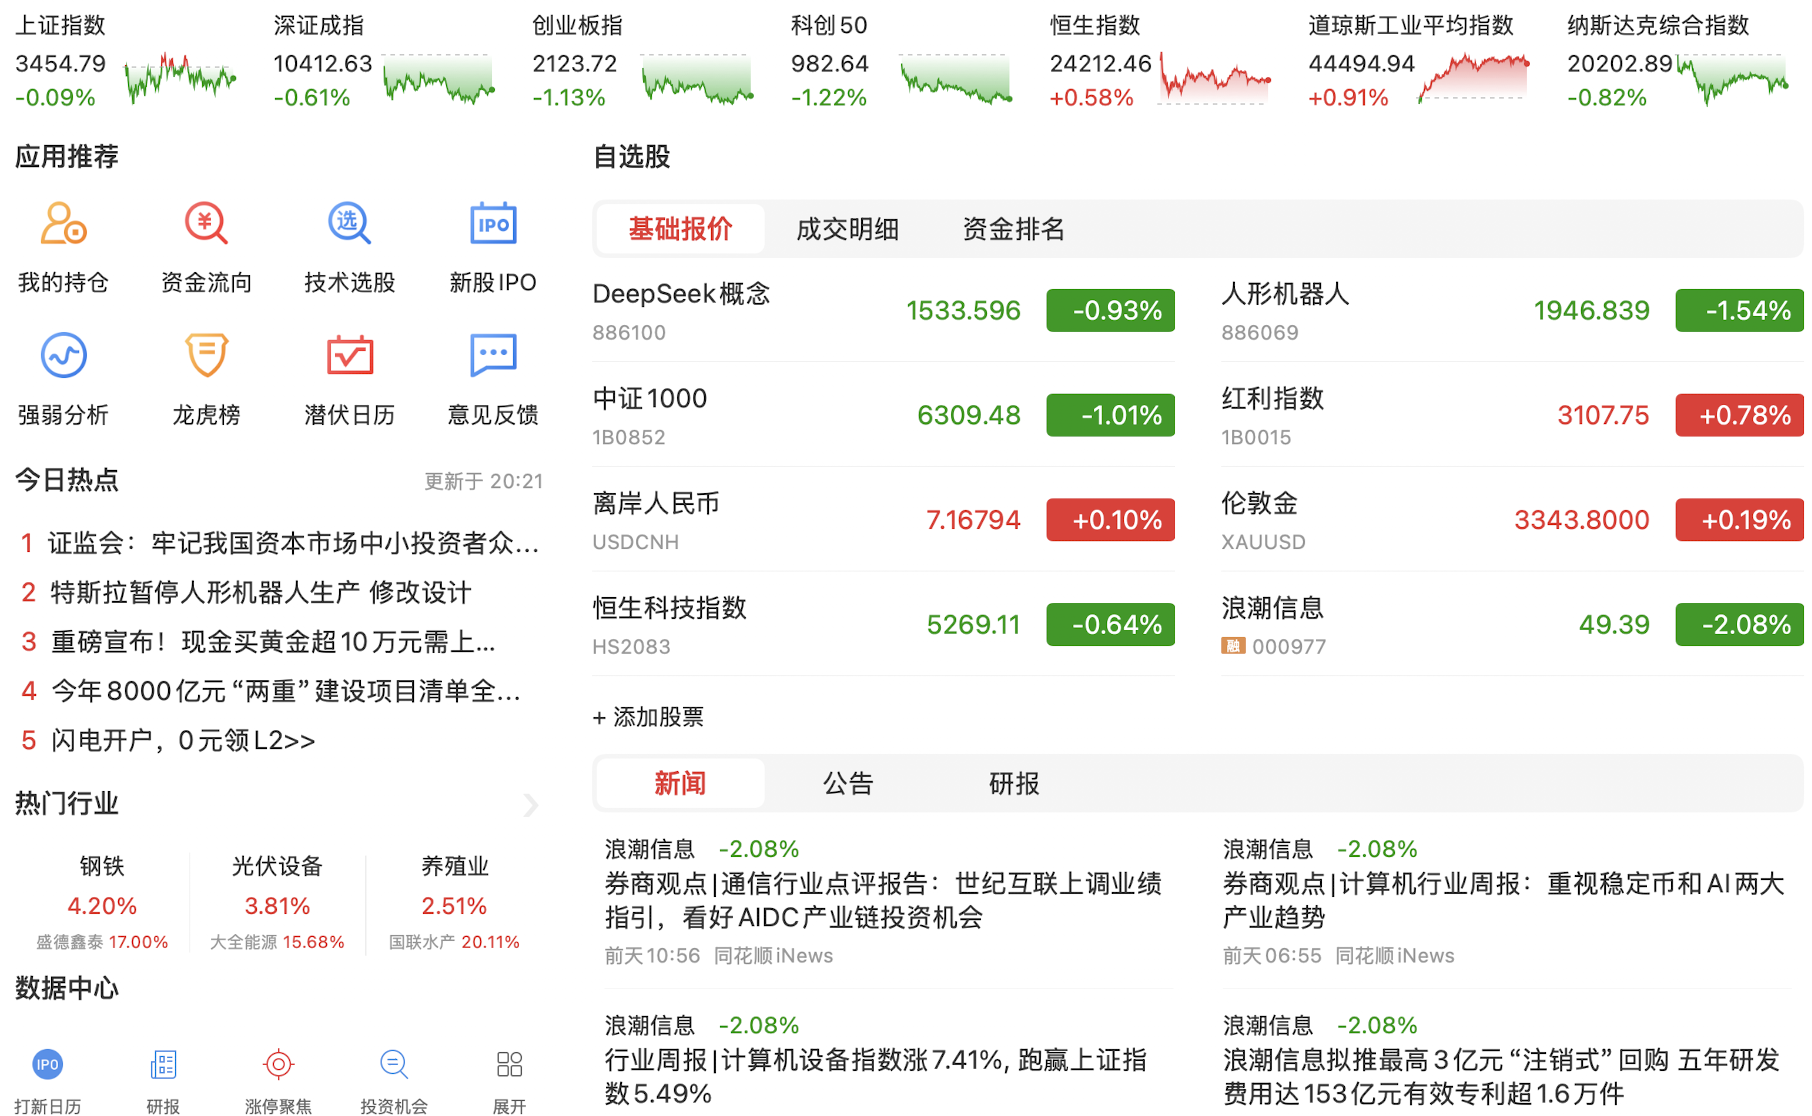 上证指数
3454.79
-0.09%
深证成指
10412.63
-0.61%
创业板指
2123.72
-1.13%
科创50
982.64
-1.22%
恒生指数
24212.46
+0.58%
道琼斯工业平均指数
44494.94
+0.91%
纳斯达克综合指数
20202.89
-0.82%
应用推荐
我的持仓
资金流向
选
技术选股
IPO
新股IPO
强弱分析
龙虎榜
潜伏日历
意见反馈
今日热点
更新于 20:21
1 证监会：牢记我国资本市场中小投资者众...
2 特斯拉暂停人形机器人生产 修改设计
3 重磅宣布！现金买黄金超10万元需上...
4 今年8000亿元“两重”建设项目清单全...
5 闪电开户，0元领L2>>
热门行业
钢铁
4.20%
盛德鑫泰 17.00%
光伏设备
3.81%
大全能源 15.68%
养殖业
2.51%
国联水产 20.11%
数据中心
IPO
打新日历
研报
涨停聚焦
投资机会
展开
自选股
基础报价
成交明细
资金排名
DeepSeek概念
886100
1533.596
-0.93%
人形机器人
886069
1946.839
-1.54%
中证1000
1B0852
6309.48
-1.01%
红利指数
1B0015
3107.75
+0.78%
离岸人民币
USDCNH
7.16794
+0.10%
伦敦金
XAUUSD
3343.8000
+0.19%
恒生科技指数
HS2083
5269.11
-0.64%
浪潮信息
融 000977
49.39
-2.08%
+ 添加股票
新闻
公告
研报
浪潮信息 -2.08%
券商观点|通信行业点评报告：世纪互联上调业绩
指引，看好AIDC产业链投资机会
前天10:56 同花顺iNews
浪潮信息 -2.08%
券商观点|计算机行业周报：重视稳定币和AI两大
产业趋势
前天06:55 同花顺iNews
浪潮信息 -2.08%
行业周报|计算机设备指数涨7.41%, 跑赢上证指
数5.49%
浪潮信息 -2.08%
浪潮信息拟推最高3亿元“注销式”回购 五年研发
费用达153亿元有效专利超1.6万件